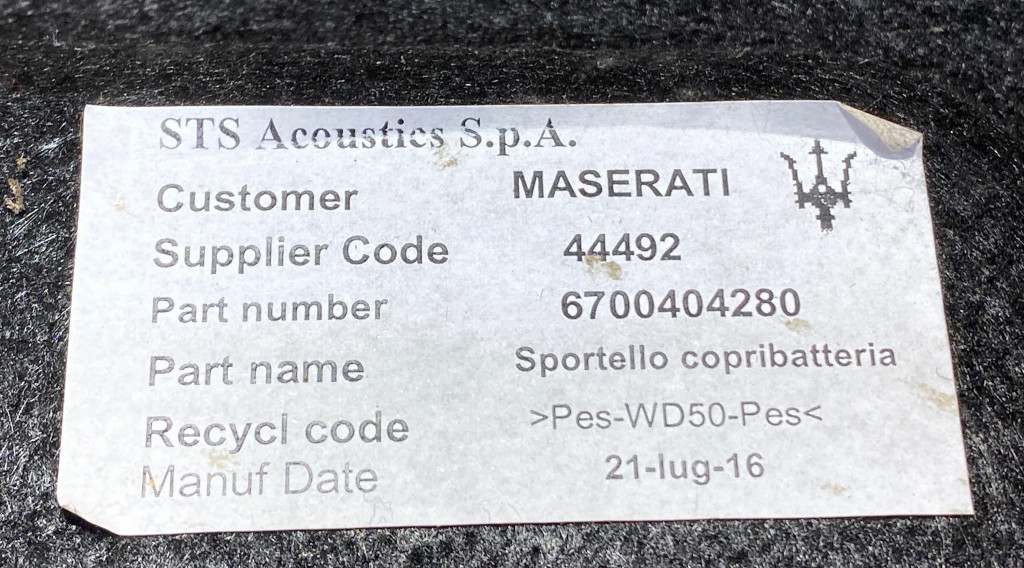 STS Acoustics S.p.A.
Customer MASERATI
Supplier Code 44492
Part number 6700404280
Part name Sportello copribatteria
Recycl code >Pes-WD50-Pes<
Manuf Date 21-lug-16